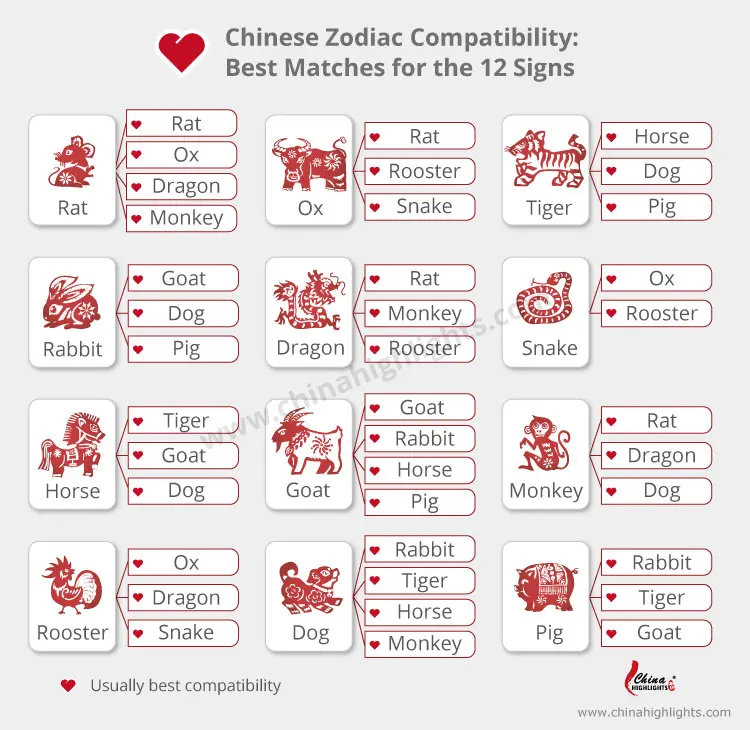 Chinese Zodiac Compatibility:
Best Matches for the 12 Signs
Rat
Rat
Ox
Dragon
Monkey
Ox
Rat
Rooster
Snake
Tiger
Horse
Dog
Pig
Rabbit
Goat
Dog
Pig
Dragon
Rat
Monkey
Rooster
Snake
Ox
Rooster
Horse
Tiger
Goat
Dog
Goat
Goat
Rabbit
Horse
Pig
Monkey
Rat
Dragon
Dog
Rooster
Ox
Dragon
Snake
Dog
Rabbit
Tiger
Horse
Monkey
Pig
Rabbit
Tiger
Goat
www.chinahighlights.com
Usually best compatibility
China
HIGHLIGHTS
www.chinahighlights.com